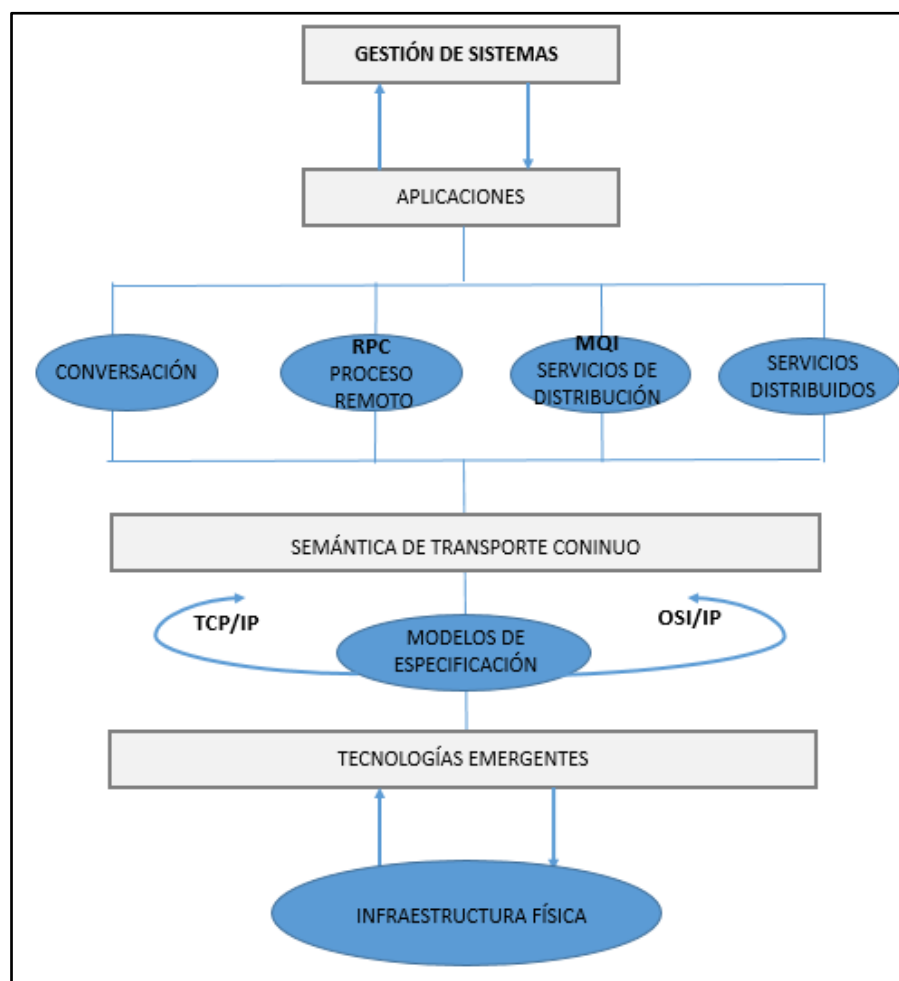 GESTIÓN DE SISTEMAS
APLICACIONES
CONVERSACIÓN
RPC
PROCESO
REMOTO
MQI
SERVICIOS DE
DISTRIBUCIÓN
SERVICIOS
DISTRIBUIDOS
SEMÁNTICA DE TRANSPORTE CONINUO
TCP/IP
OSI/IP
MODELOS DE
ESPECIFICACIÓN
TECNOLOGÍAS EMERGENTES
INFRAESTRUCTURA FÍSICA